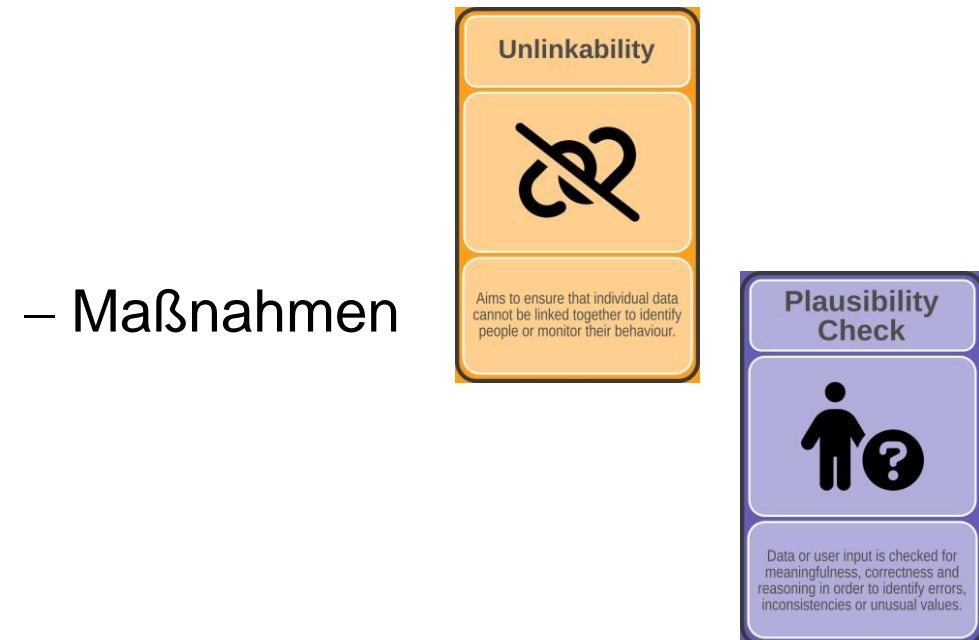 Unlinkability
Aims to ensure that individual data
cannot be linked together to identify
people or monitor their behaviour.
– Maßnahmen
Plausibility
Check
?
Data or user input is checked for
meaningfulness, correctness and
reasoning in order to identify errors,
inconsistencies or unusual values.